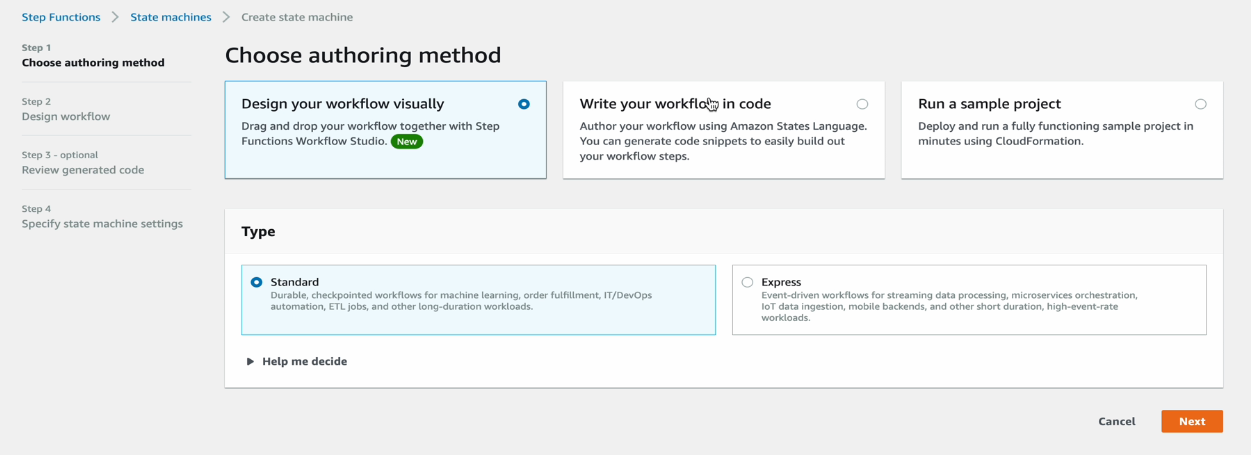 Step Functions > State machines > Create state machine
Step 1
Choose authoring method
Step 2
Design workflow
Step 3 - optional
Review generated code
Step 4
Specify state machine settings
Choose authoring method
Design your workflow visually
Drag and drop your workflow together with Step
Functions Workflow Studio. New
Write your workflow in code
Author your workflow using Amazon States Language.
You can generate code snippets to easily build out
your workflow steps.
Run a sample project
Deploy and run a fully functioning sample project in
minutes using CloudFormation.
Type
Standard
Durable, checkpointed workflows for machine learning, order fulfillment, IT/DevOps
automation, ETL jobs, and other long-duration workloads.
Express
Event-driven workflows for streaming data processing, microservices orchestration,
IoT data ingestion, mobile backends, and other short duration, high-event-rate
workloads.
Help me decide
Cancel
Next